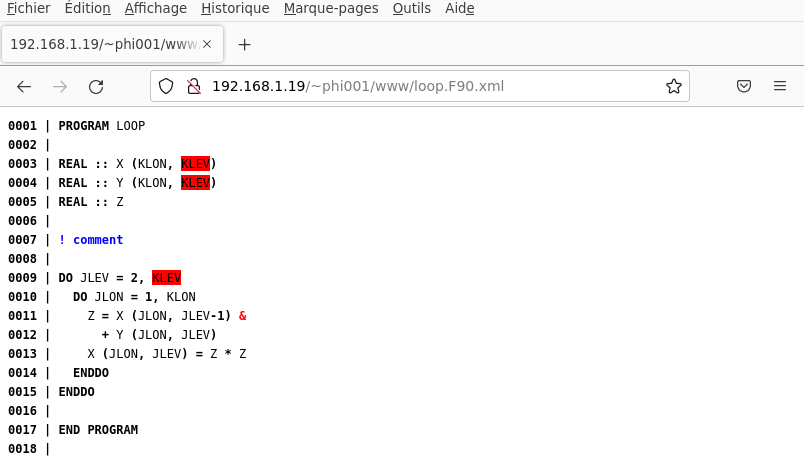 Fichier Édition Affichage Historique Marque-pages Outils Aide
192.168.1.19/~phi001/www
192.168.1.19/~phi001/www/loop.F90.xml
0001 | PROGRAM LOOP
0002 |
0003 | REAL :: X (KLON, KLEV)
0004 | REAL :: Y (KLON, KLEV)
0005 | REAL :: Z
0006 |
0007 | ! comment
0008 |
0009 | DO JLEV = 2, KLEV
0010 |   DO JLON = 1, KLON
0011 |     Z = X (JLON, JLEV-1) &
0012 |       + Y (JLON, JLEV)
0013 |     X (JLON, JLEV) = Z * Z
0014 |   ENDDO
0015 | ENDDO
0016 |
0017 | END PROGRAM
0018 |